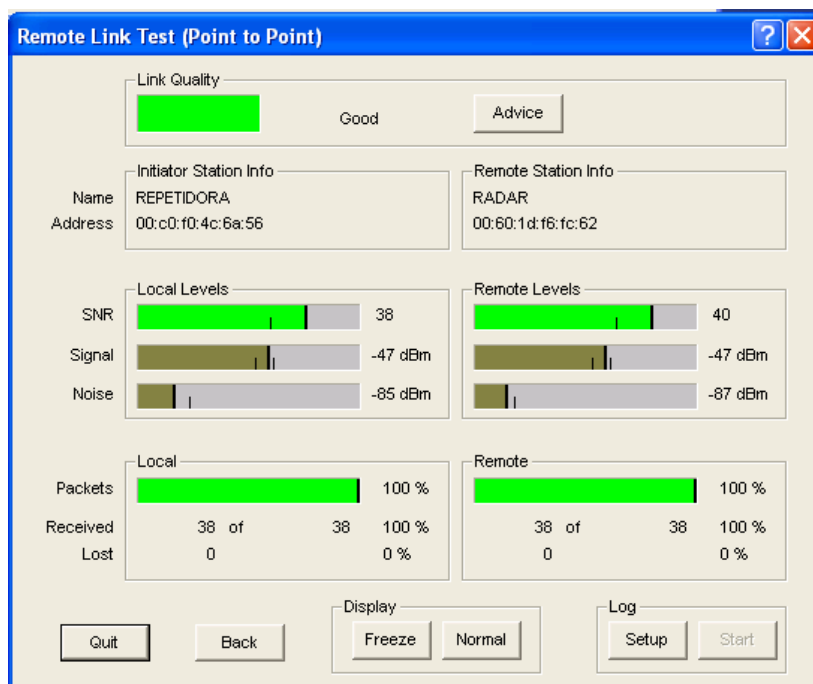 Remote Link Test (Point to Point)
Link Quality
Good Advice
Initiator Station Info Remote Station Info
Name REPETIDORA RADAR
Address 00:c0:f0:4c:6a:56 00:60:1d:f6:fc:62
Local Levels Remote Levels
SNR 38 40
Signal -47 dBm -47 dBm
Noise -85 dBm -87 dBm
Local Remote
Packets 100 % 100 %
Received 38 of 38 100 % 38 of 38 100 %
Lost 0 0 % 0 0 %
Display Log
Quit Back Freeze Normal Setup Start